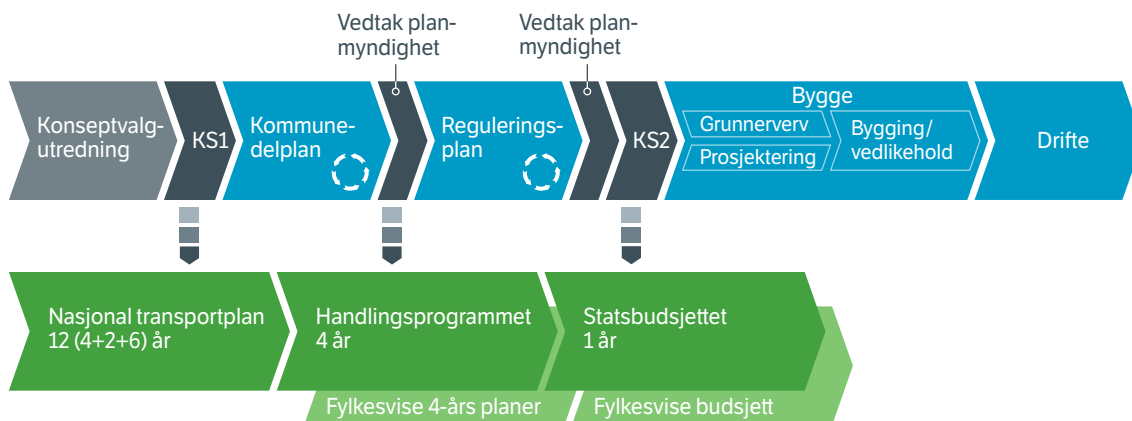 Vedtak plan-
myndighet
Vedtak plan-
myndighet
Konseptvalg-
utredning
KS1
Kommune-
delplan
Regulerings-
plan
KS2
Bygge
Grunnerverv
Prosjektering
Bygging/
vedlikehold
Drifte
Nasjonal transportplan
12 (4+2+6) år
Handlingsprogrammet
4 år
Statsbudsjettet
1 år
Fylkesvise 4-års planer
Fylkesvise budsjett